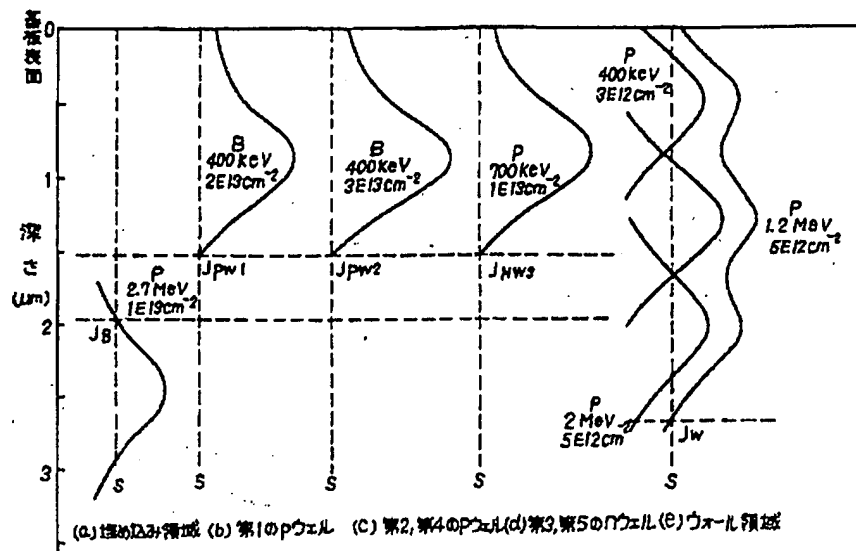 0
基板表面
1
深さ
(μm)
2
3
B
400keV
2E13cm-2
B
400keV
3E13cm-2
P
700keV
1E13cm-2
P
400keV
3E12cm-2
P
1.2MeV
6E12cm-2
JPW1
JPW2
JNW3
P
2.7MeV
1E13cm-2
JB
P
2MeV
5E12cm-
JW
S
S
S
S
S
(a)埋め込み領域 (b) 第1のPウェル (c) 第2,第4のPウェル(d)第3,第5のnウェル(e)ウォール領域